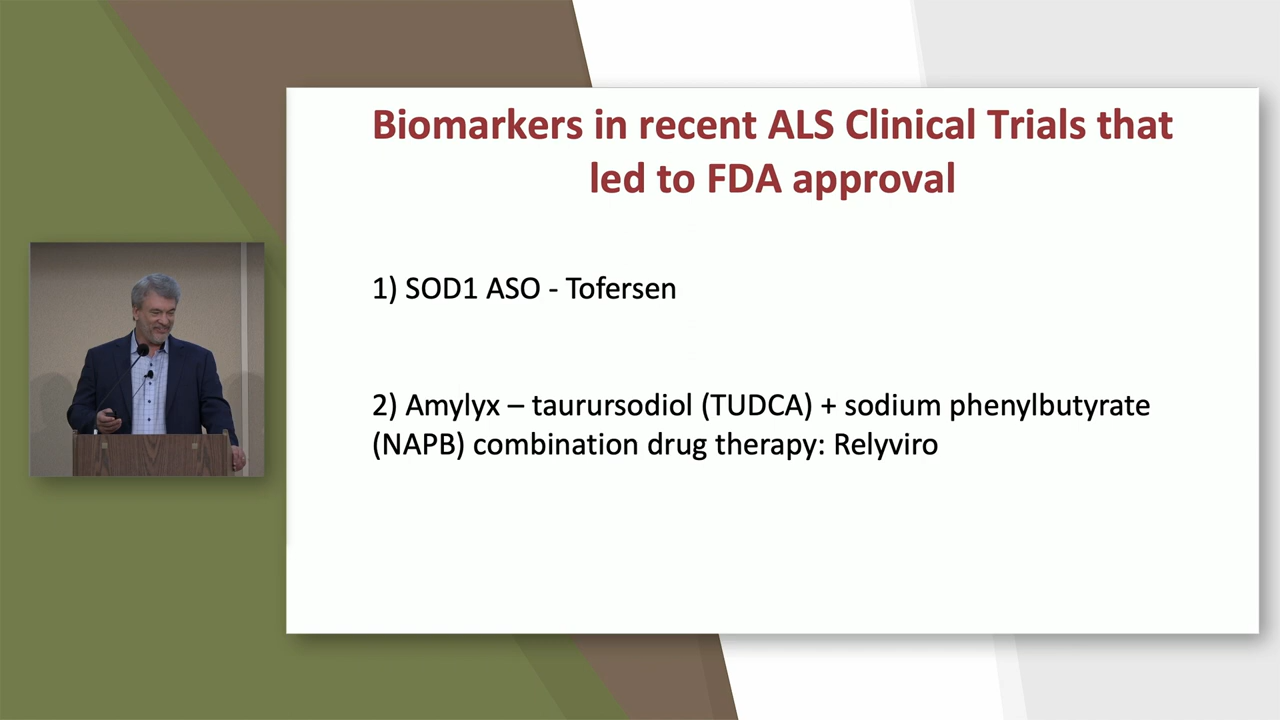 Biomarkers in recent ALS Clinical Trials that
led to FDA approval
1) SOD1 ASO - Tofersen
2) Amylyx – taurursodiol (TUDCA) + sodium phenylbutyrate
(NAPB) combination drug therapy: Relyviro